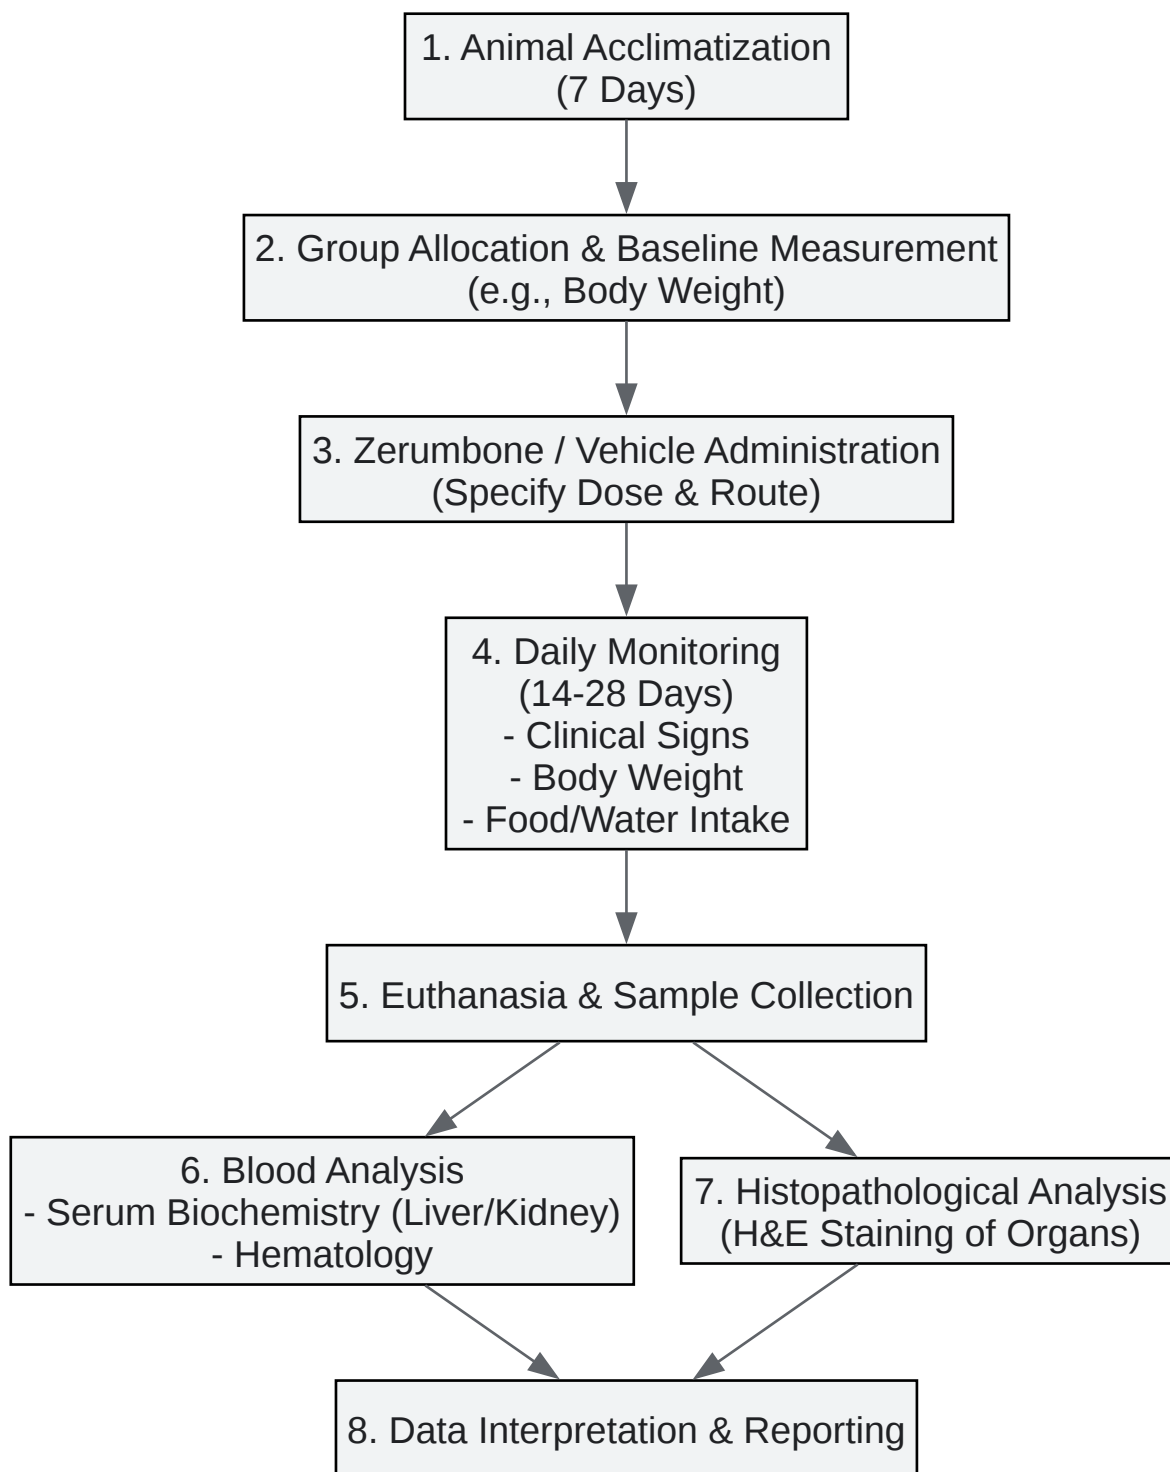 1. Animal Acclimatization
(7 Days)
2. Group Allocation & Baseline Measurement
(e.g., Body Weight)
3. Zerumbone / Vehicle Administration
(Specify Dose & Route)
4. Daily Monitoring
(14-28 Days)
- Clinical Signs
- Body Weight
- Food/Water Intake
5. Euthanasia & Sample Collection
6. Blood Analysis
- Serum Biochemistry (Liver/Kidney)
- Hematology
7. Histopathological Analysis
(H&E Staining of Organs)
8. Data Interpretation & Reporting